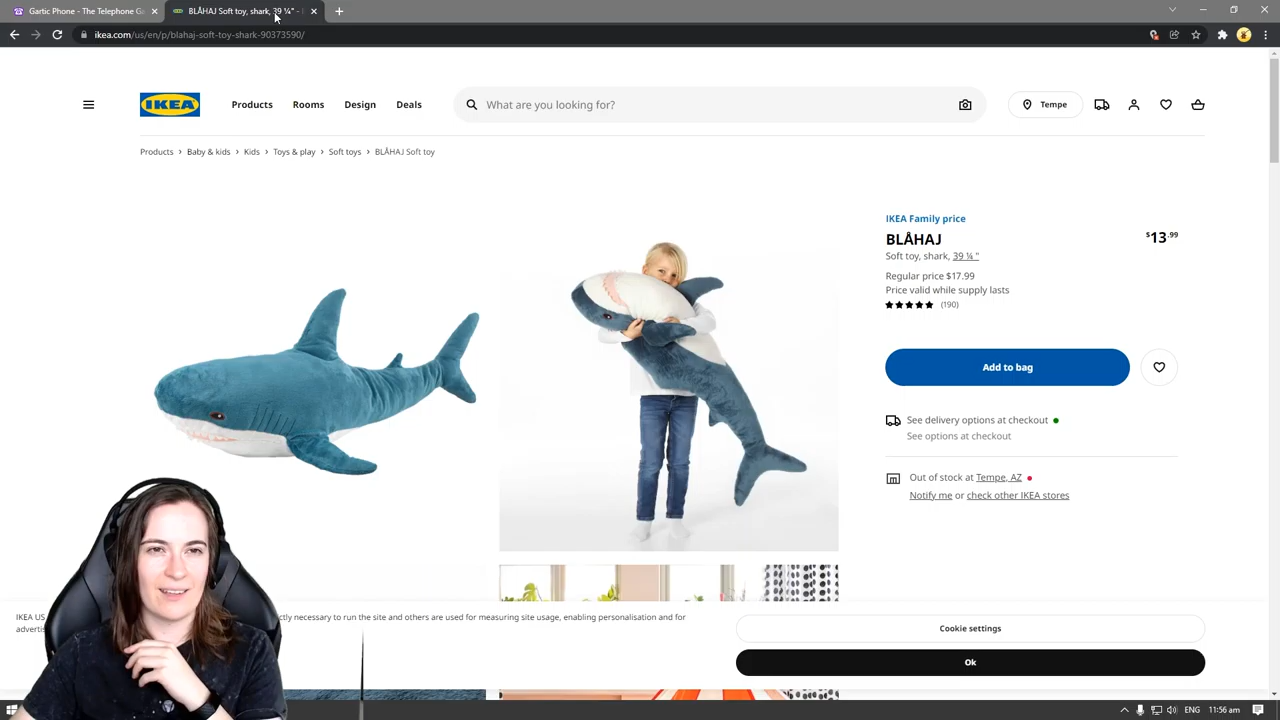 Gartic Phone - The Telephone Ga
BLÅHAJ Soft toy, shark, 39 ¼" - I
ikea.com/us/en/p/blahaj-soft-toy-shark-90373590/
IKEA
Products
Rooms
Design
Deals
What are you looking for?
Tempe
Products › Baby & kids › Kids › Toys & play › Soft toys › BLÅHAJ Soft toy
IKEA Family price
BLÅHAJ
$13.99
Soft toy, shark, 39 ¼ "
Regular price $17.99
Price valid while supply lasts
(190)
Add to bag
See delivery options at checkout
See options at checkout
Out of stock at Tempe, AZ
Notify me or check other IKEA stores
IKEA US
ctly necessary to run the site and others are used for measuring site usage, enabling personalisation and for
advertis
Cookie settings
Ok
ENG
11:56 am